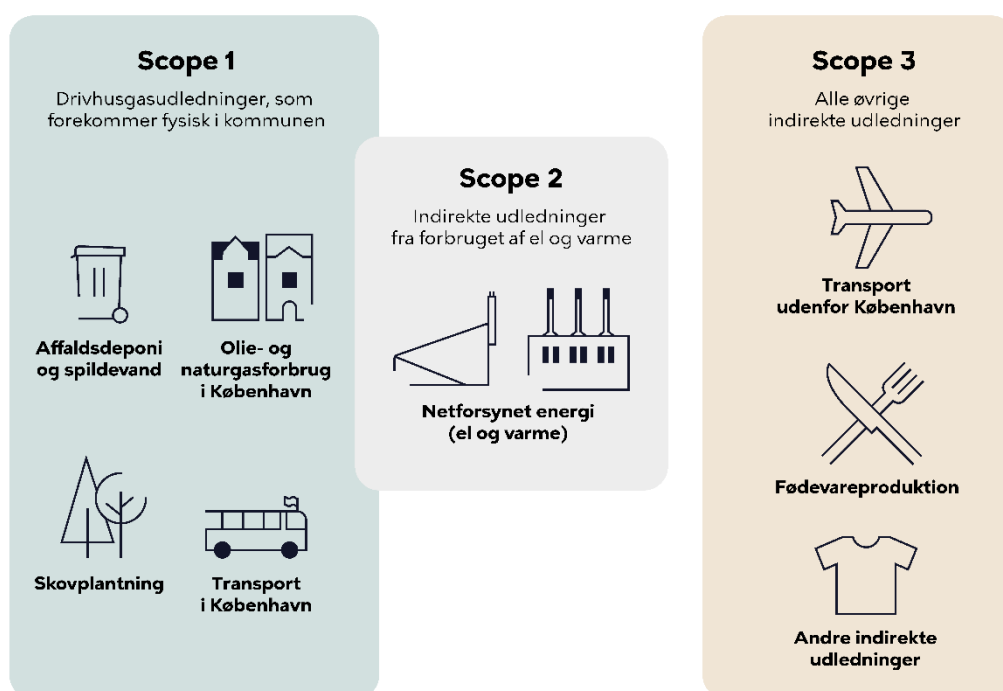 Scope 1
Drivhusgasudledninger, som
forekommer fysisk i kommunen
Affaldsdeponi
og spildevand
Olie- og
naturgasforbrug
i København
Skovplantning
Transport
i København
Scope 2
Indirekte udledninger
fra forbruget af el og varme
Netforsynet energi
(el og varme)
Scope 3
Alle øvrige
indirekte udledninger
Transport
udenfor København
Fødevareproduktion
Andre indirekte
udledninger